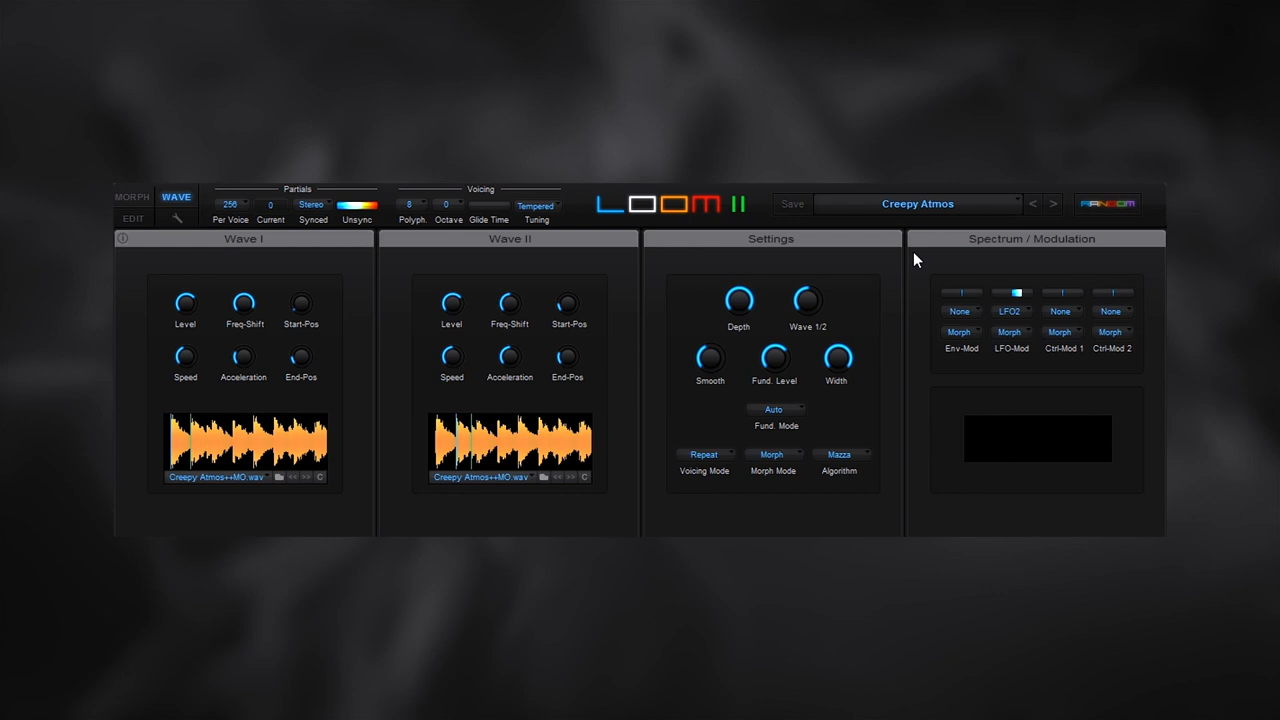 MORPH WAVE
EDIT
Partials
256 0 Stereo
Per Voice Current Synced Unsync
Voicing
8 0 Tempered
Polyph. Octave Glide Time Tuning
LOOM II
Save Creepy Atmos < > RANDOM
Wave I
Level Freq-Shift Start-Pos
Speed Acceleration End-Pos
Creepy Atmos++MO.wav << >> C
Wave II
Level Freq-Shift Start-Pos
Speed Acceleration End-Pos
Creepy Atmos++MO.wav << >> C
Settings
Depth Wave 1/2
Smooth Fund. Level Width
Auto
Fund. Mode
Repeat Morph Mazza
Voicing Mode Morph Mode Algorithm
Spectrum / Modulation
None LFO2 None None
Morph Morph Morph Morph
Env-Mod LFO-Mod Ctrl-Mod 1 Ctrl-Mod 2